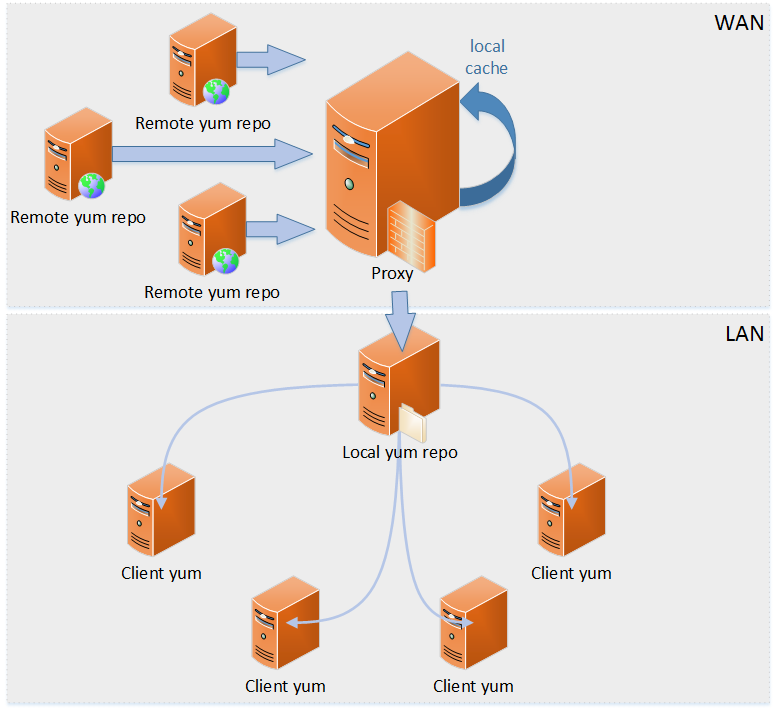 WAN
local
cache
Remote yum repo
Remote yum repo
Remote yum repo
Proxy
LAN
Local yum repo
Client yum
Client yum
Client yum
Client yum